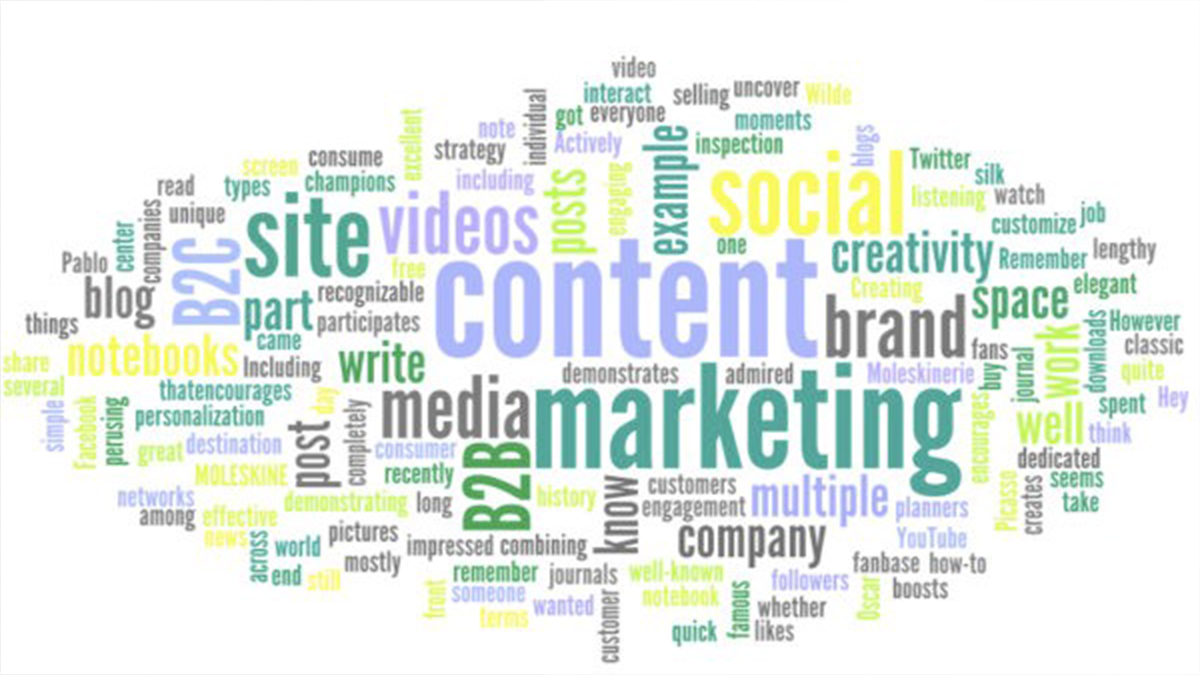 video
interact
selling
uncover
Wilde
individual
got
everyone
moments
note
Actively
excellent
strategy
example
inspection
blogs
screen
consume
Twitter
silk
read
types
champions
including
posts
engaging
social
listening
watch
unique
companies
site
videos
one
creativity
customize
job
center
Pablo
B2C
free
content
Remember
lengthy
blog
part
recognizable
Creating
space
elegant
things
participates
brand
work
downloads
However
came
notebooks
Including
write
fans
classic
share
demonstrates
admired
Moleskinerie
buy
journal
quite
several
thatencourages
day
media
marketing
encourages
spent
Hey
simple
Facebook
perusing
personalization
post
completely
well
think
great
destination
consumer
B2B
dedicated
MOLESKINE
recently
know
customers
multiple
Picasso
creates
seems
networks
demonstrating
long
history
engagement
planners
take
among
effective
news
pictures
company
YouTube
across
world
impressed
combining
mostly
fanbase
how-to
end
still
front
remember
journals
well-known
followers
Oscar
boosts
someone
notebook
famous
whether
terms
wanted
customer
quick
likes